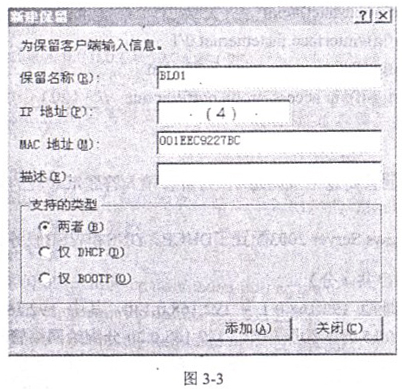 新建保留
为保留客户端输入信息。
保留名称(R): BL01
IP 地址(P): . (4) .
MAC 地址(M): 001EEC9227BC
描述(E):
支持的类型
两者(B)
仅 DHCP(D)
仅 BOOTP(O)
添加(A) 关闭(C)
图 3-3